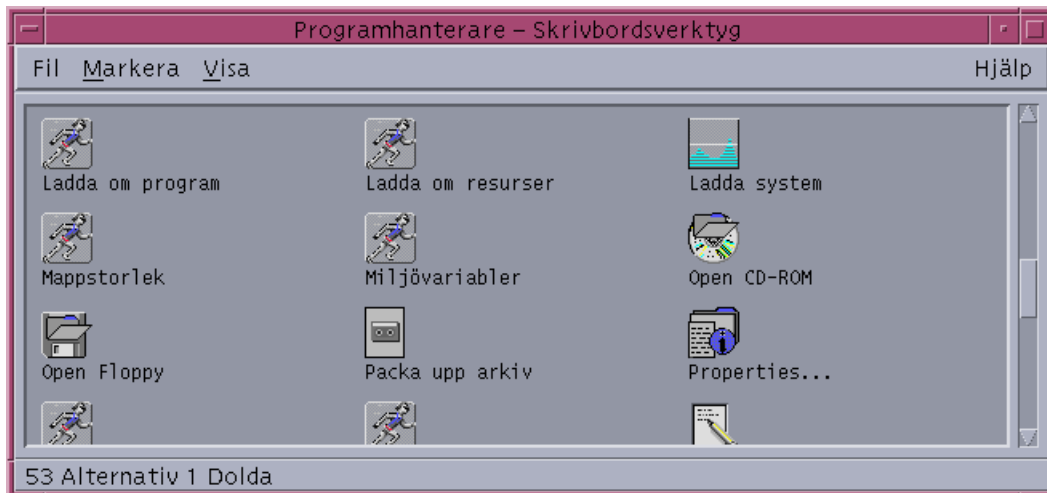 Programhanterare – Skrivbordsverktyg
Fil Markera Visa Hjälp
Ladda om program Ladda om resurser Ladda system
Mappstorlek Miljövariabler Open CD-ROM
Open Floppy Packa upp arkiv Properties...
53 Alternativ 1 Dolda